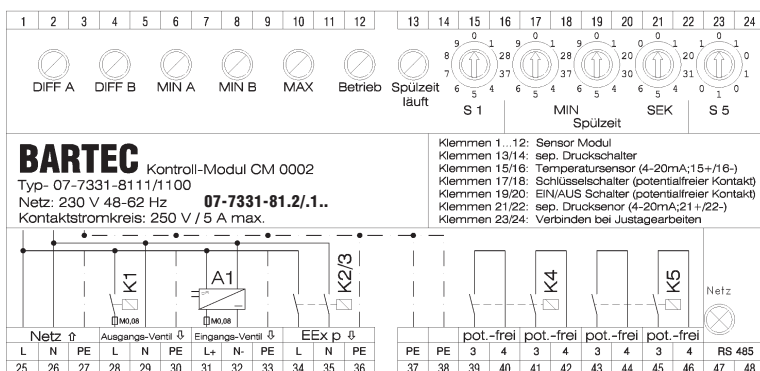 1 2 3 4 5 6 7 8 9 10 11 12 13 14 15 16 17 18 19 20 21 22 23 24
DIFF A DIFF B MIN A MIN B MAX Betrieb Spülzeit läuft
S 1 MIN SEK S 5
Spülzeit
BARTEC Kontroll-Modul CM 0002
Typ- 07-7331-8111/1100
Netz: 230 V 48-62 Hz 07-7331-81.2/.1..
Kontaktstromkreis: 250 V / 5 A max.
Klemmen 1...12: Sensor Modul
Klemmen 13/14: sep. Druckschalter
Klemmen 15/16: Temperatursensor (4-20mA;15+/16-)
Klemmen 17/18: Schlüsselschalter (potentialfreier Kontakt)
Klemmen 19/20: EIN/AUS Schalter (potentialfreier Kontakt)
Klemmen 21/22: sep. Drucksenor (4-20mA;21+/22-)
Klemmen 23/24: Verbinden bei Justagearbeiten
K1 A1 K2/3 K4 K5 Netz
M0,08 M0,08
Netz ⇧ Ausgangs-Ventil ⇩ Eingangs-Ventil ⇩ EEx p ⇩ pot.-frei pot.-frei pot.-frei pot.-frei
L N PE L N PE L+ N- PE L N PE PE PE 3 4 3 4 3 4 3 4 RS 485
25 26 27 28 29 30 31 32 33 34 35 36 37 38 39 40 41 42 43 44 45 46 47 48